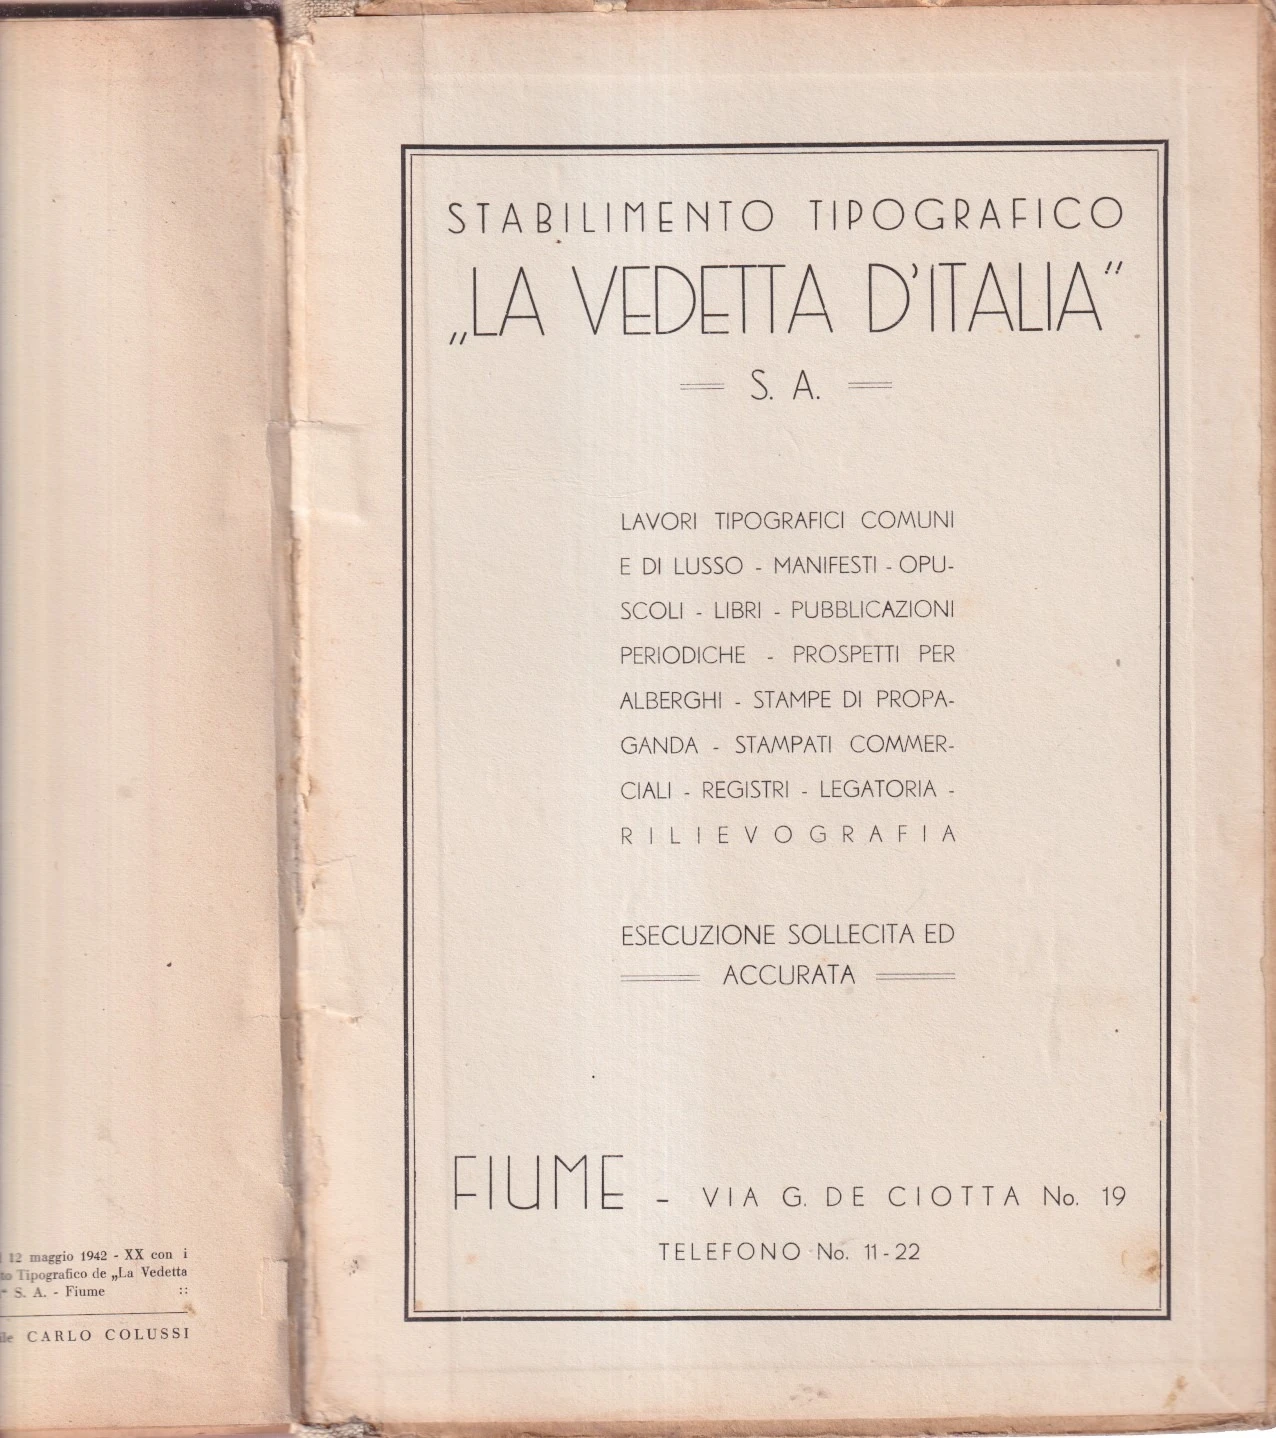 12 maggio 1942 - XX con i
to Tipografico de „La Vedetta
" S. A. - Fiume ::
CARLO COLUSSI
STABILIMENTO TIPOGRAFICO
„LA VEDETTA D'ITALIA"
S. A.
LAVORI TIPOGRAFICI COMUNI
E DI LUSSO - MANIFESTI - OPU-
SCOLI - LIBRI - PUBBLICAZIONI
PERIODICHE - PROSPETTI PER
ALBERGHI - STAMPE DI PROPA-
GANDA - STAMPATI COMMER-
CIALI - REGISTRI - LEGATORIA -
RILIEVOGRAFIA
ESECUZIONE SOLLECITA ED
ACCURATA
FIUME - VIA G. DE CIOTTA No. 19
TELEFONO No. 11-22